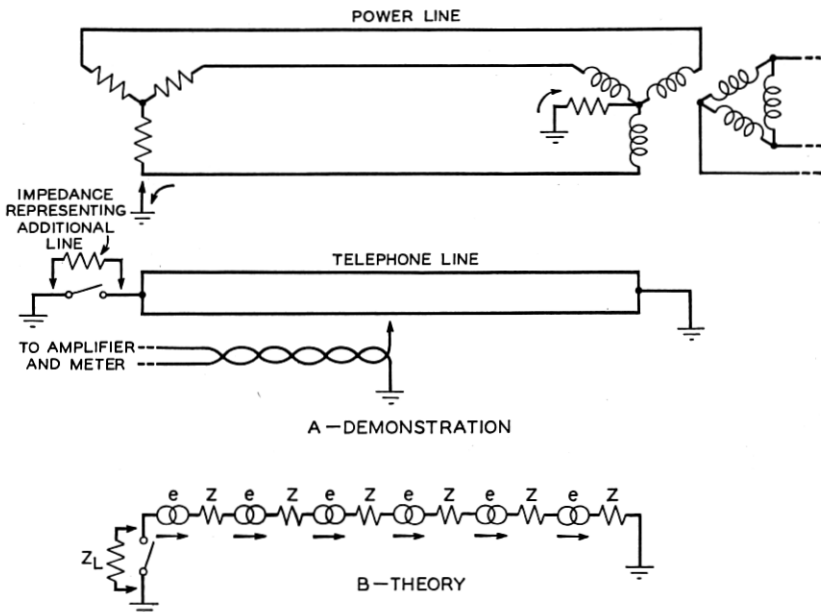 POWER LINE
IMPEDANCE
REPRESENTING
ADDITIONAL
LINE
TELEPHONE LINE
TO AMPLIFIER
AND METER
A—DEMONSTRATION
e Z e Z e Z e Z e Z e Z
ZL
B—THEORY